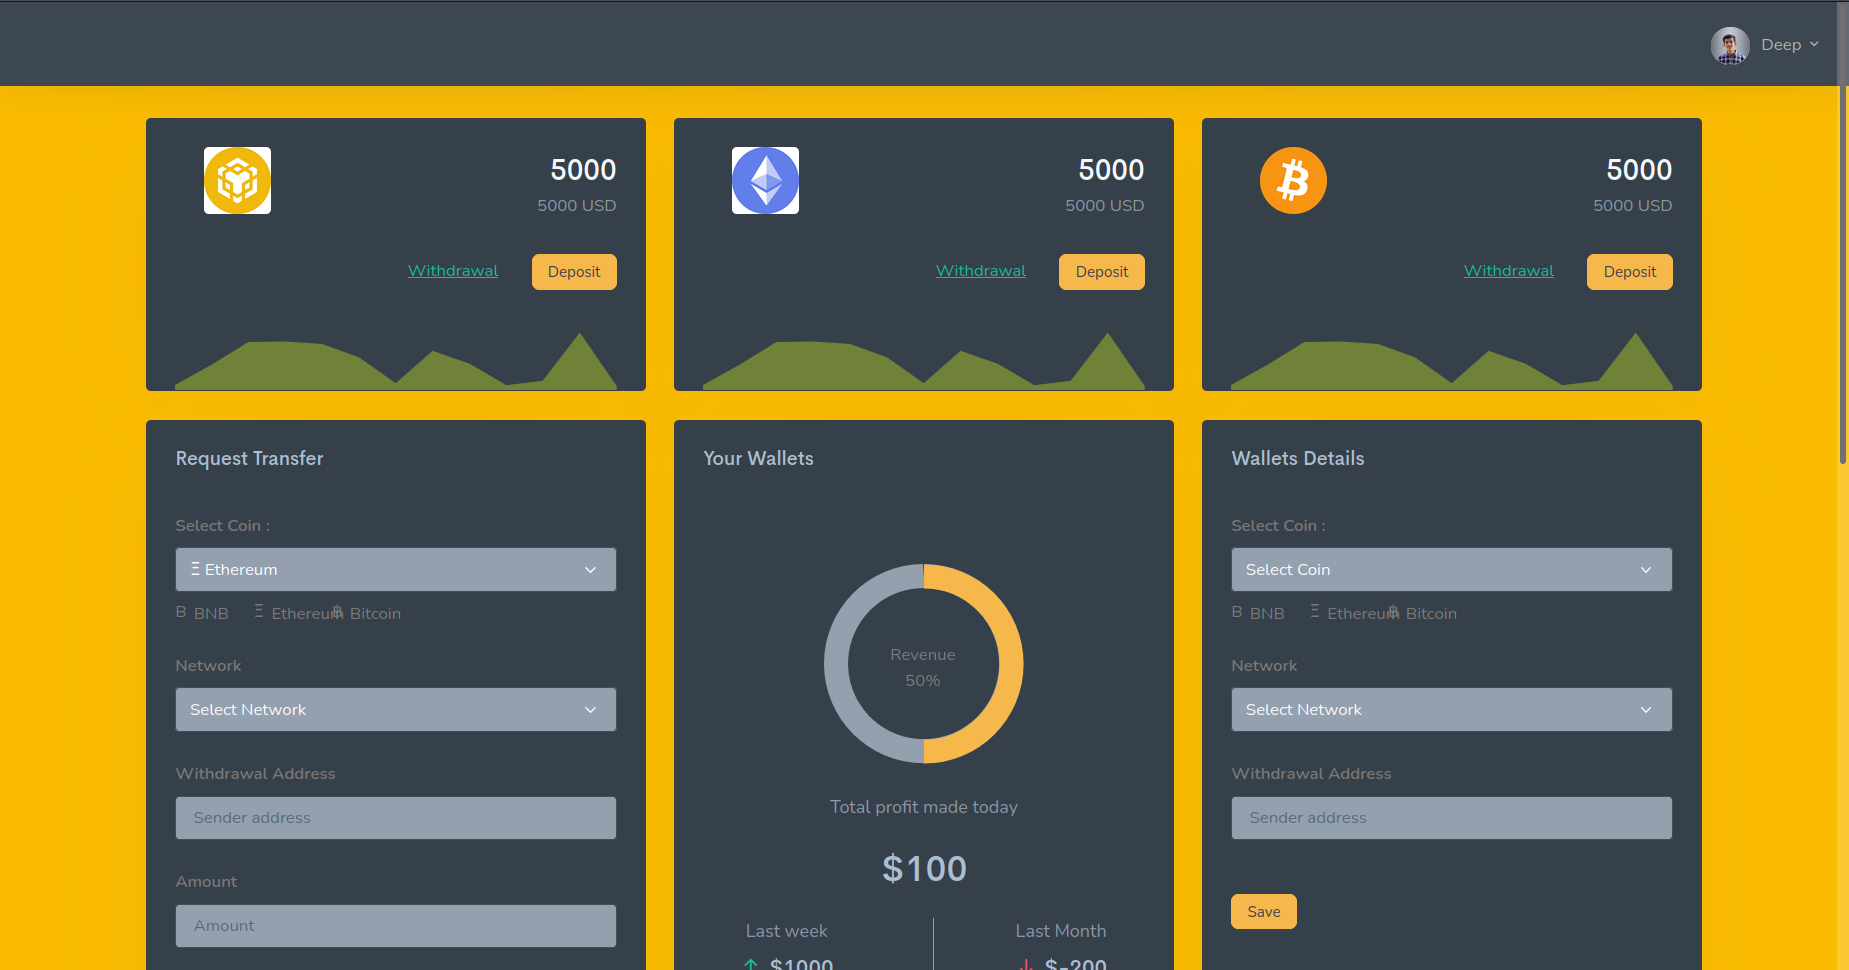 Deep
5000
5000 USD
Withdrawal Deposit
5000
5000 USD
Withdrawal Deposit
5000
5000 USD
Withdrawal Deposit
Request Transfer
Select Coin :
Ξ Ethereum
B BNB Ξ Ethereum ₿ Bitcoin
Network
Select Network
Withdrawal Address
Sender address
Amount
Amount
Your Wallets
Revenue
50%
Total profit made today
$100
Last week Last Month
↑ $1000 ↓ $-200
Wallets Details
Select Coin :
Select Coin
B BNB Ξ Ethereum ₿ Bitcoin
Network
Select Network
Withdrawal Address
Sender address
Save